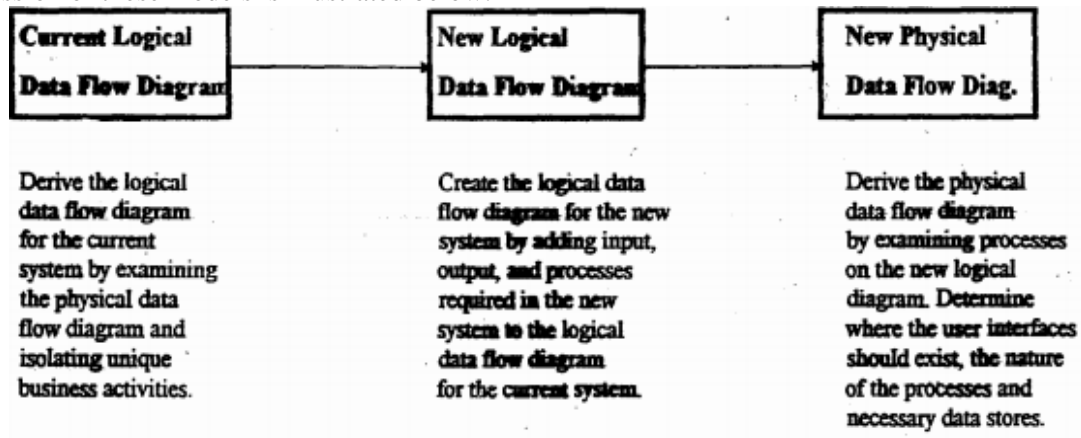 Current Logical
Data Flow Diagram
New Logical
Data Flow Diagram
New Physical
Data Flow Diag.
Derive the logical
data flow diagram
for the current
system by examining
the physical data
flow diagram and
isolating unique
business activities.
Create the logical data
flow diagram for the new
system by adding input,
output, and processes
required in the new
system to the logical
data flow diagram
for the current system.
Derive the physical
data flow diagram
by examining processes
on the new logical
diagram. Determine
where the user interfaces
should exist, the nature
of the processes and
necessary data stores.